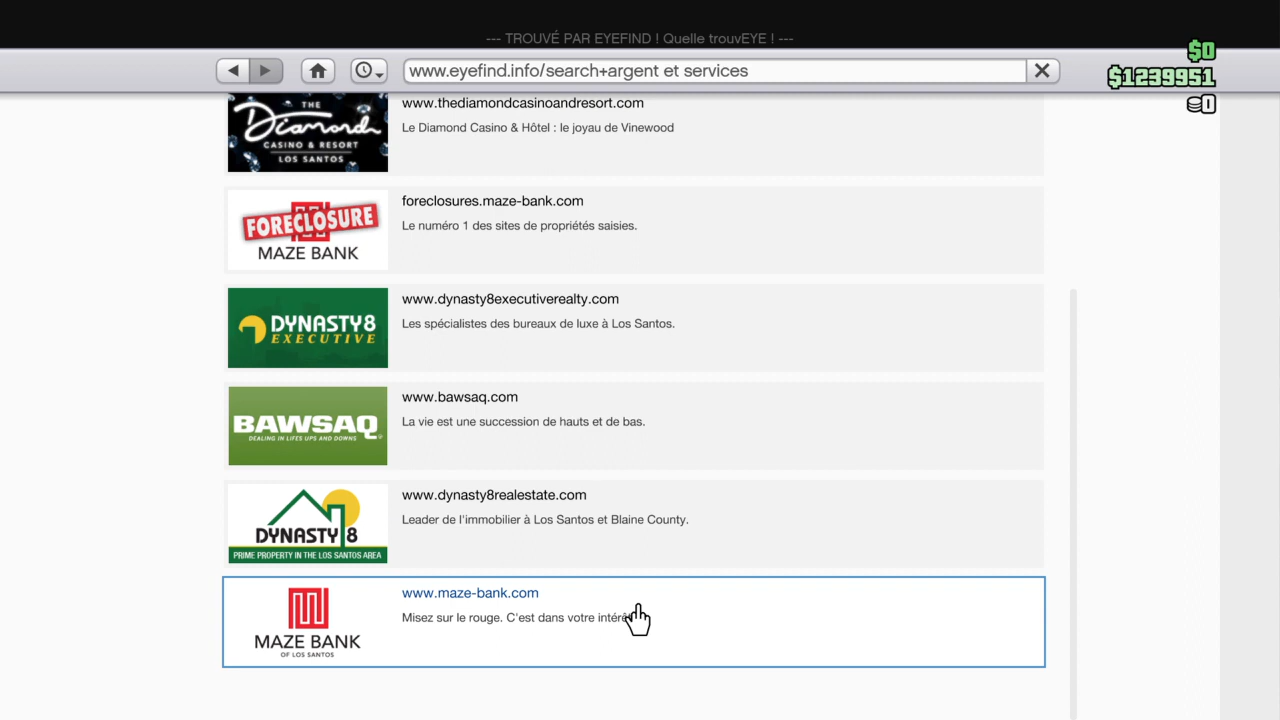 --- TROUVÉ PAR EYEFIND ! Quelle trouvEYE ! ---
www.eyefind.info/search+argent et services
$0
$1239951
0
THE
Diamond
CASINO & RESORT
LOS SANTOS
www.thediamondcasinoandresort.com
Le Diamond Casino & Hôtel : le joyau de Vinewood
FORECLOSURE
MAZE BANK
foreclosures.maze-bank.com
Le numéro 1 des sites de propriétés saisies.
DYNASTY8
EXECUTIVE
www.dynasty8executiverealty.com
Les spécialistes des bureaux de luxe à Los Santos.
BAWSAQ
DEALING IN LIFES UPS AND DOWNS
www.bawsaq.com
La vie est une succession de hauts et de bas.
DYNASTY 8
PRIME PROPERTY IN THE LOS SANTOS AREA
www.dynasty8realestate.com
Leader de l'immobilier à Los Santos et Blaine County.
MAZE BANK
OF LOS SANTOS
www.maze-bank.com
Misez sur le rouge. C'est dans votre